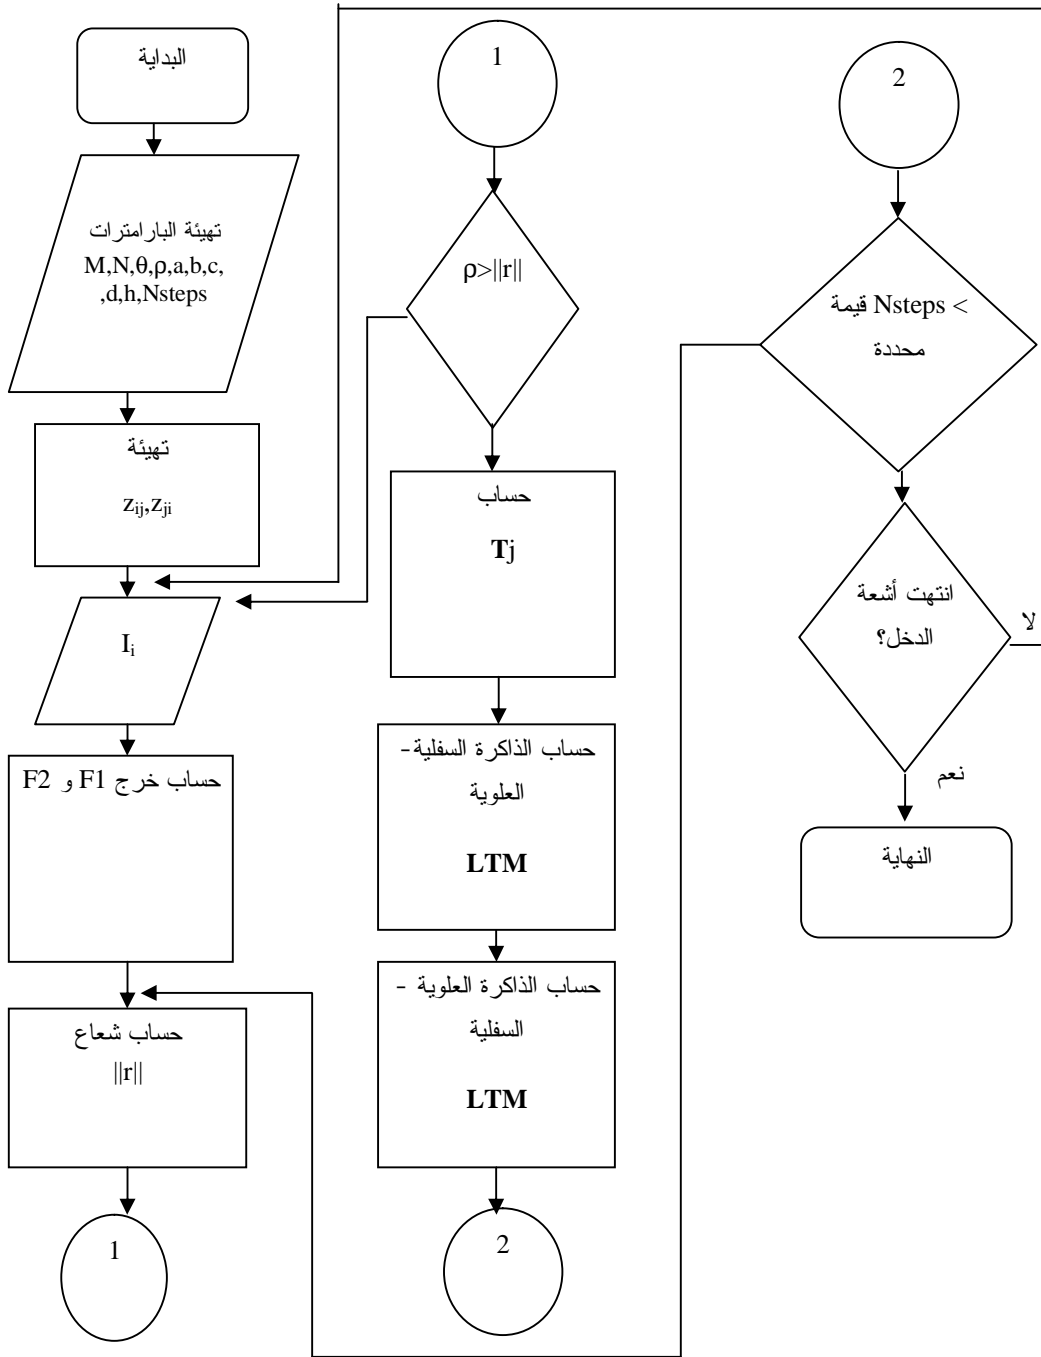 البداية
تهيئة البارامترات
M,N,θ,ρ,a,b,c,
,d,h,Nsteps
تهيئة
zij,zji
Ii
حساب خرج F1 و F2
حساب شعاع
||r||
1
1
ρ>||r||
حساب
Tj
حساب الذاكرة السفلية-
العلوية
LTM
حساب الذاكرة العلوية -
السفلية
LTM
2
2
قيمة Nsteps <
محددة
انتهت أشعة
الدخل؟
لا
نعم
النهاية